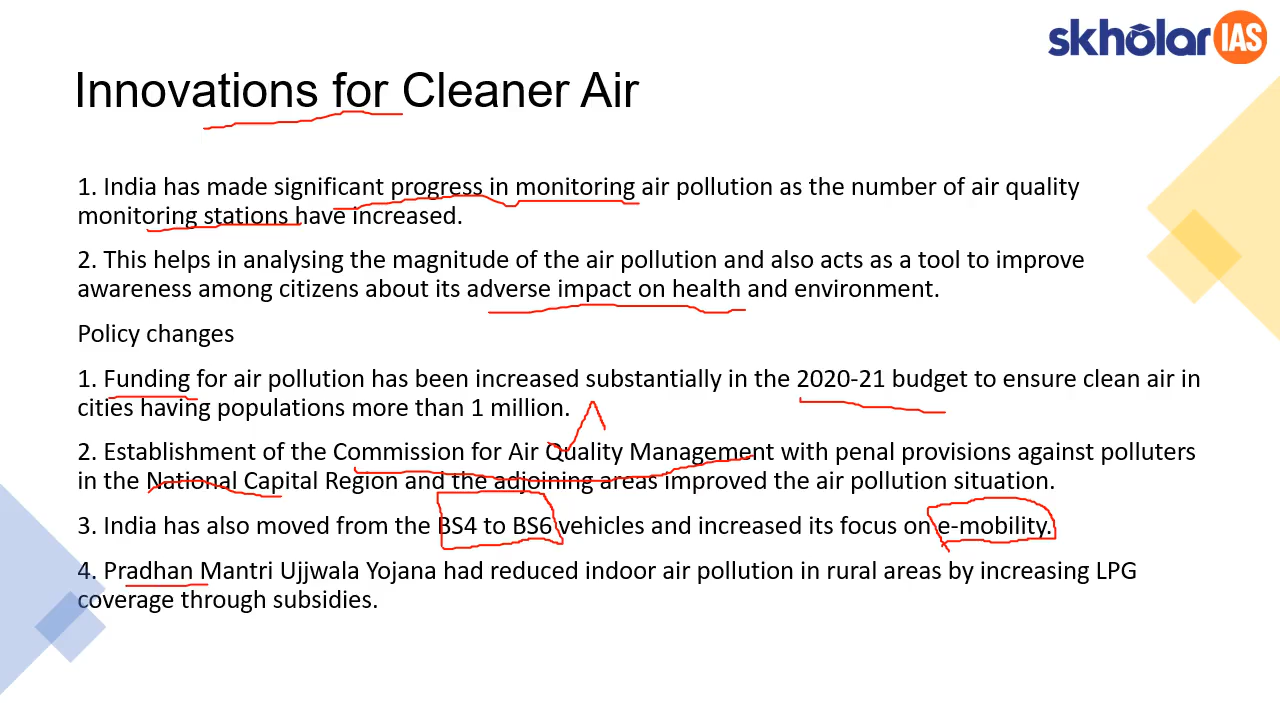 skholar IAS
Innovations for Cleaner Air
1. India has made significant progress in monitoring air pollution as the number of air quality
monitoring stations have increased.
2. This helps in analysing the magnitude of the air pollution and also acts as a tool to improve
awareness among citizens about its adverse impact on health and environment.
Policy changes
1. Funding for air pollution has been increased substantially in the 2020-21 budget to ensure clean air in
cities having populations more than 1 million.
2. Establishment of the Commission for Air Quality Management with penal provisions against polluters
in the National Capital Region and the adjoining areas improved the air pollution situation.
3. India has also moved from the BS4 to BS6 vehicles and increased its focus on e-mobility.
4. Pradhan Mantri Ujjwala Yojana had reduced indoor air pollution in rural areas by increasing LPG
coverage through subsidies.